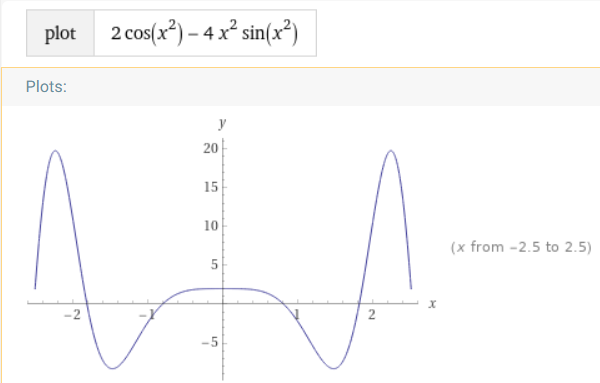 plot 2 cos(x²) – 4 x² sin(x²)
Plots:
y
20
15
10
5
(x from −2.5 to 2.5)
−2 −1 1 2 x
−5